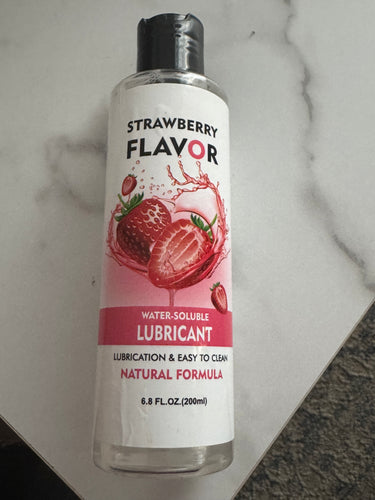 STRAWBERRY
FLAVOR
WATER-SOLUBLE
LUBRICANT
LUBRICATION & EASY TO CLEAN
NATURAL FORMULA
6.8 FL.OZ.(200ml)